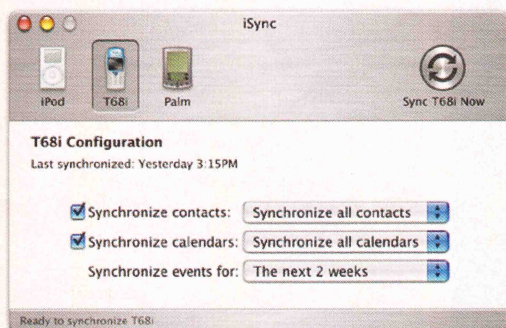 iSync
iPod T68i Palm Sync T68i Now
T68i Configuration
Last synchronized: Yesterday 3:15PM
Synchronize contacts: Synchronize all contacts
Synchronize calendars: Synchronize all calendars
Synchronize events for: The next 2 weeks
Ready to synchronize T68i